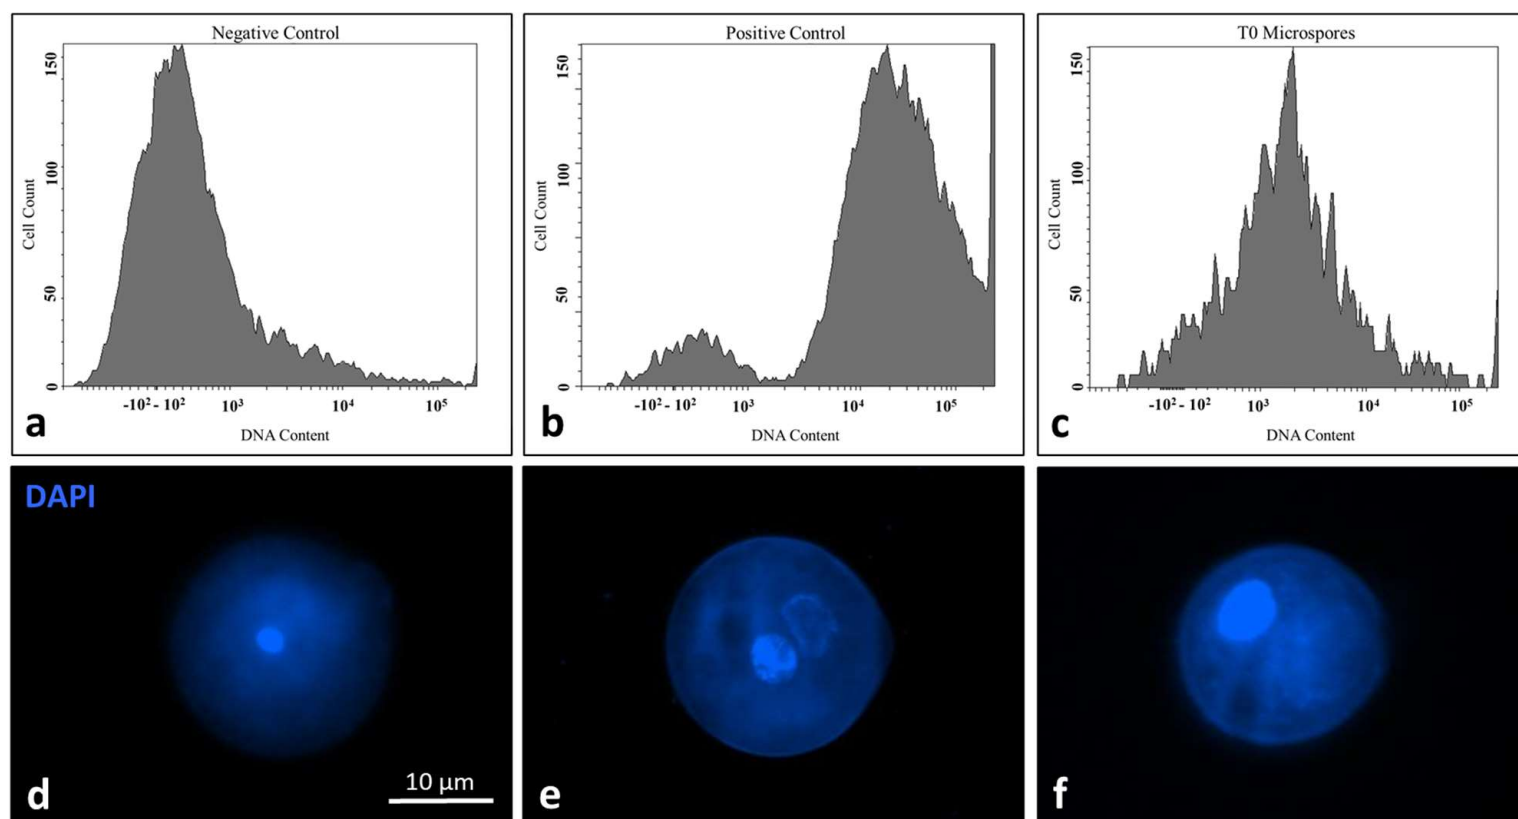 Negative Control
Cell Count
150
100
50
0
-10² - 10² 10³ 10⁴ 10⁵
a
DNA Content
Positive Control
Cell Count
150
100
50
0
-10² - 10² 10³ 10⁴ 10⁵
b
DNA Content
T0 Microspores
Cell Count
150
100
50
0
-10² - 10² 10³ 10⁴ 10⁵
c
DNA Content
DAPI
10 µm
d
e
f